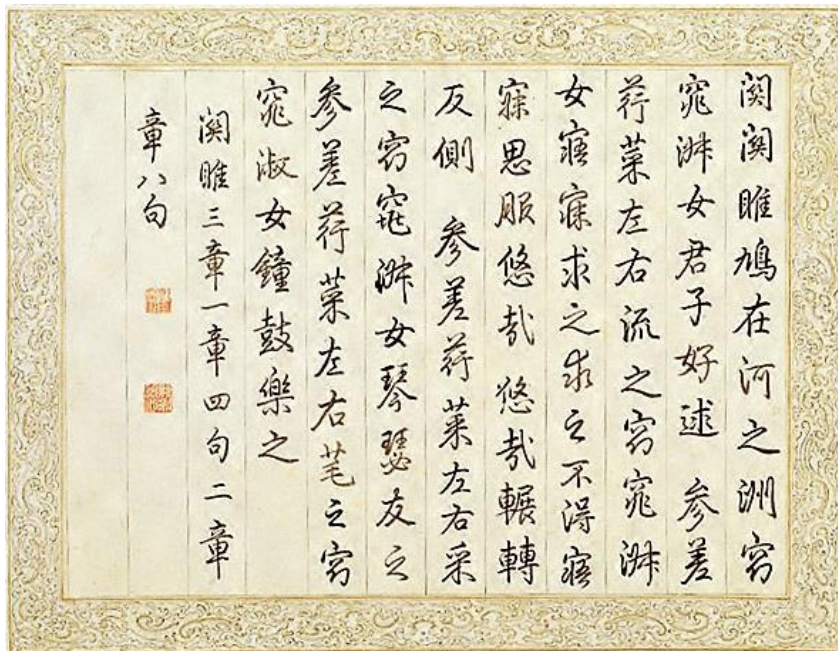 關關雎鳩在河之洲窈
窕淑女君子好逑 參差
荇菜左右流之窈窕淑
女寤寐求之求之不得寤
寐思服悠哉悠哉輾轉
反側 參差荇菜左右采
之窈窕淑女琴瑟友之
參差荇菜左右芼之窈
窕淑女鐘鼓樂之
關雎三章一章四句二章
章八句